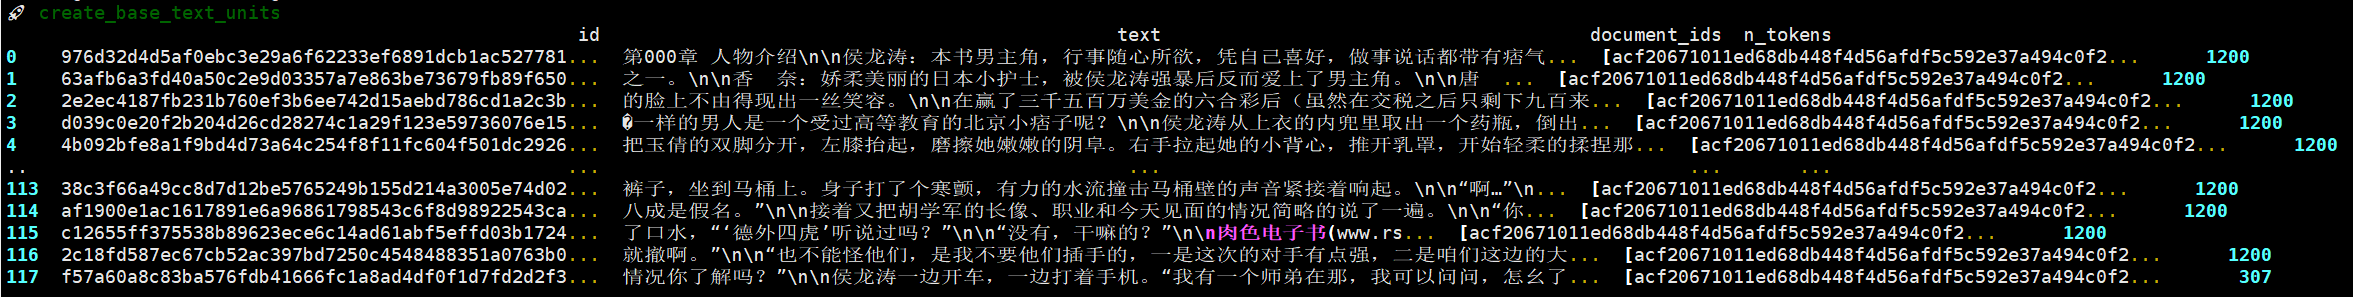 🚀 create_base_text_units
id text document_ids n_tokens
0 976d32d4d5af0ebc3e29a6f62233ef6891dcb1ac527781... 第000章 人物介绍\n\n侯龙涛：本书男主角，行事随心所欲，凭自己喜好，做事说话都带有痞气... [acf20671011ed68db448f4d56afdf5c592e37a494c0f2... 1200
1 63afb6a3fd40a50c2e9d03357a7e863be73679fb89f650... 之一。\n\n香　奈：娇柔美丽的日本小护士，被侯龙涛强暴后反而爱上了男主角。\n\n唐　... [acf20671011ed68db448f4d56afdf5c592e37a494c0f2... 1200
2 2e2ec4187fb231b760ef3b6ee742d15aebd786cd1a2c3b... 的脸上不由得现出一丝笑容。\n\n在赢了三千五百万美金的六合彩后（虽然在交税之后只剩下九百来... [acf20671011ed68db448f4d56afdf5c592e37a494c0f2... 1200
3 d039c0e20f2b204d26cd28274c1a29f123e59736076e15... �一样的男人是一个受过高等教育的北京小痞子呢？\n\n侯龙涛从上衣的内兜里取出一个药瓶，倒出... [acf20671011ed68db448f4d56afdf5c592e37a494c0f2... 1200
4 4b092bfe8a1f9bd4d73a64c254f8f11fc604f501dc2926... 把玉倩的双脚分开，左膝抬起，磨擦她嫩嫩的阴阜。右手拉起她的小背心，推开乳罩，开始轻柔的揉捏那... [acf20671011ed68db448f4d56afdf5c592e37a494c0f2... 1200
.. ... ... ... ...
113 38c3f66a49cc8d7d12be5765249b155d214a3005e74d02... 裤子，坐到马桶上。身子打了个寒颤，有力的水流撞击马桶壁的声音紧接着响起。\n\n“啊…”\n... [acf20671011ed68db448f4d56afdf5c592e37a494c0f2... 1200
114 af1900e1ac1617891e6a96861798543c6f8d98922543ca... 八成是假名。”\n\n接着又把胡学军的长像、职业和今天见面的情况简略的说了一遍。\n\n“你... [acf20671011ed68db448f4d56afdf5c592e37a494c0f2... 1200
115 c12655ff375538b89623ece6c14ad61abf5effd03b1724... 了口水，“‘德外四虎’听说过吗？”\n\n“没有，干嘛的？”\n\n肉色电子书(www.rs... [acf20671011ed68db448f4d56afdf5c592e37a494c0f2... 1200
116 2c18fd587ec67cb52ac397bd7250c4548488351a0763b0... 就撤啊。”\n\n“也不能怪他们，是我不要他们插手的，一是这次的对手有点强，二是咱们这边的大... [acf20671011ed68db448f4d56afdf5c592e37a494c0f2... 1200
117 f57a60a8c83ba576fdb41666fc1a8ad4df0f1d7fd2d2f3... 情况你了解吗？”\n\n侯龙涛一边开车，一边打着手机。“我有一个师弟在那，我可以问问，怎幺了... [acf20671011ed68db448f4d56afdf5c592e37a494c0f2... 307